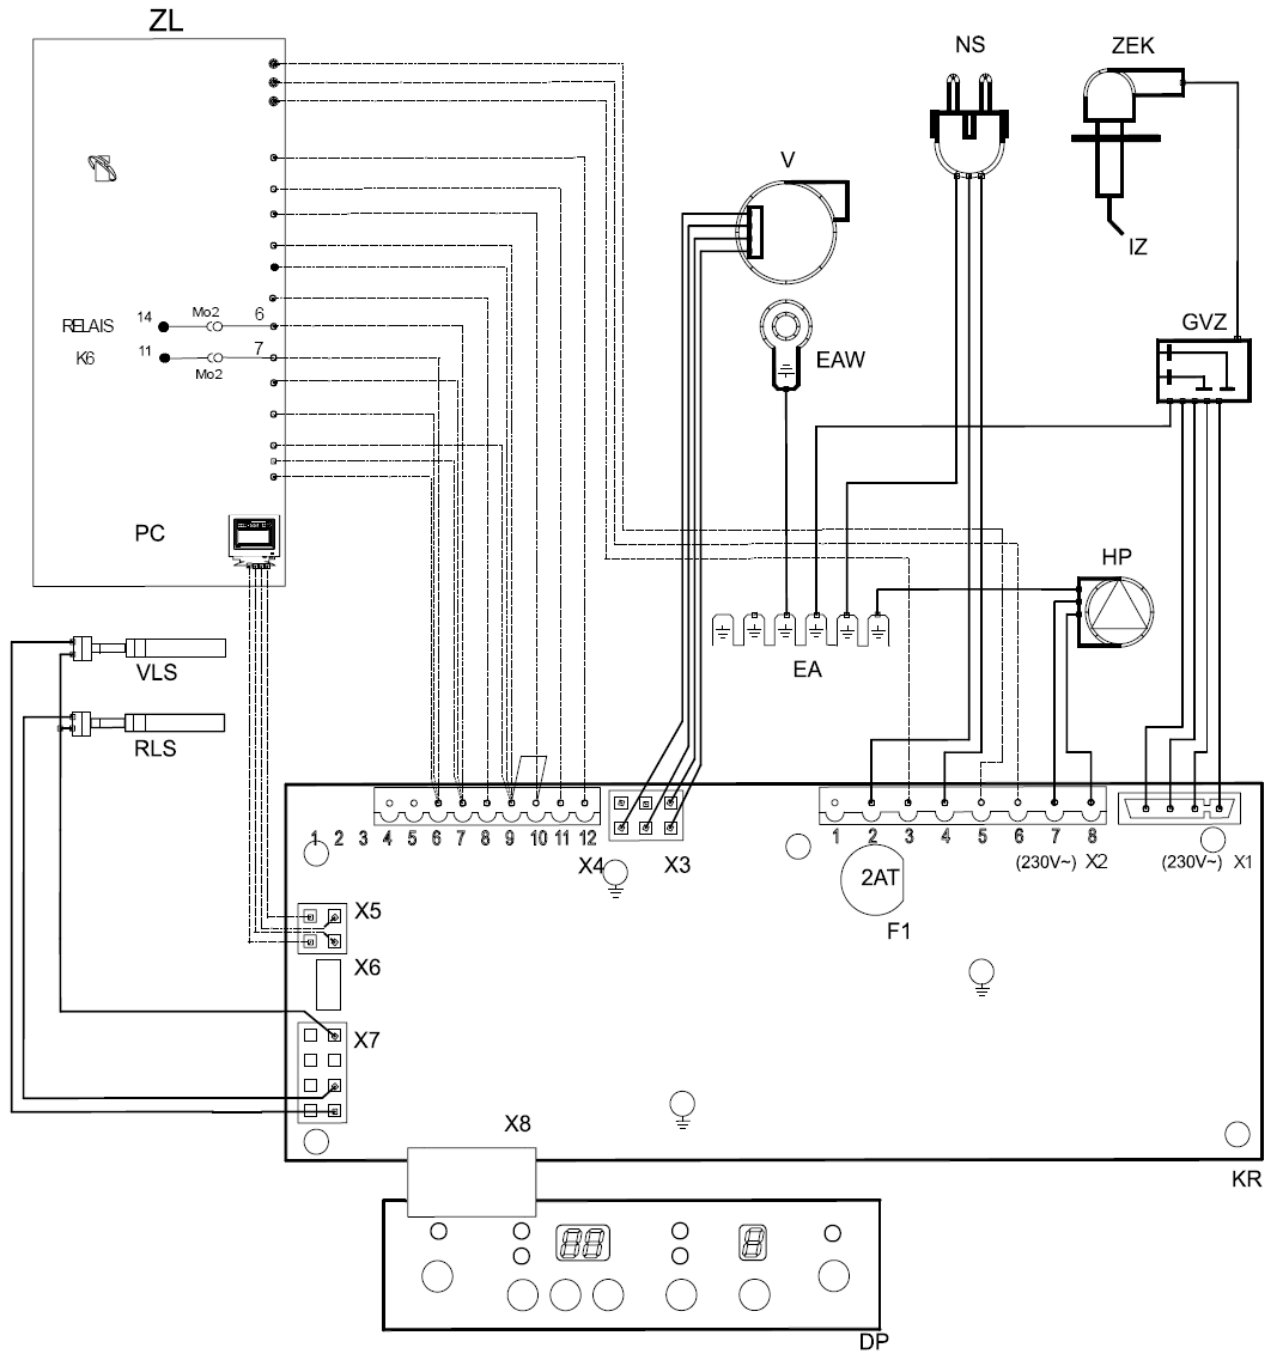 ZL
NS
ZEK
V
IZ
Mo2
14
6
RELAIS
GVZ
11
7
K6
Mo2
EAW
PC
HP
VLS
EA
RLS
1 2 3 4 5 6 7 8 9 10 11 12
1 2 3 4 5 6 7 8
X4
X3
(230V~) X2
(230V~) X1
2AT
X5
F1
X6
X7
X8
KR
88
8
DP